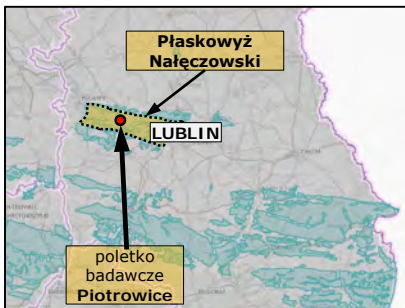 Płaskowyż
Nałęczowski
LUBLIN
poletko
badawcze
Piotrowice